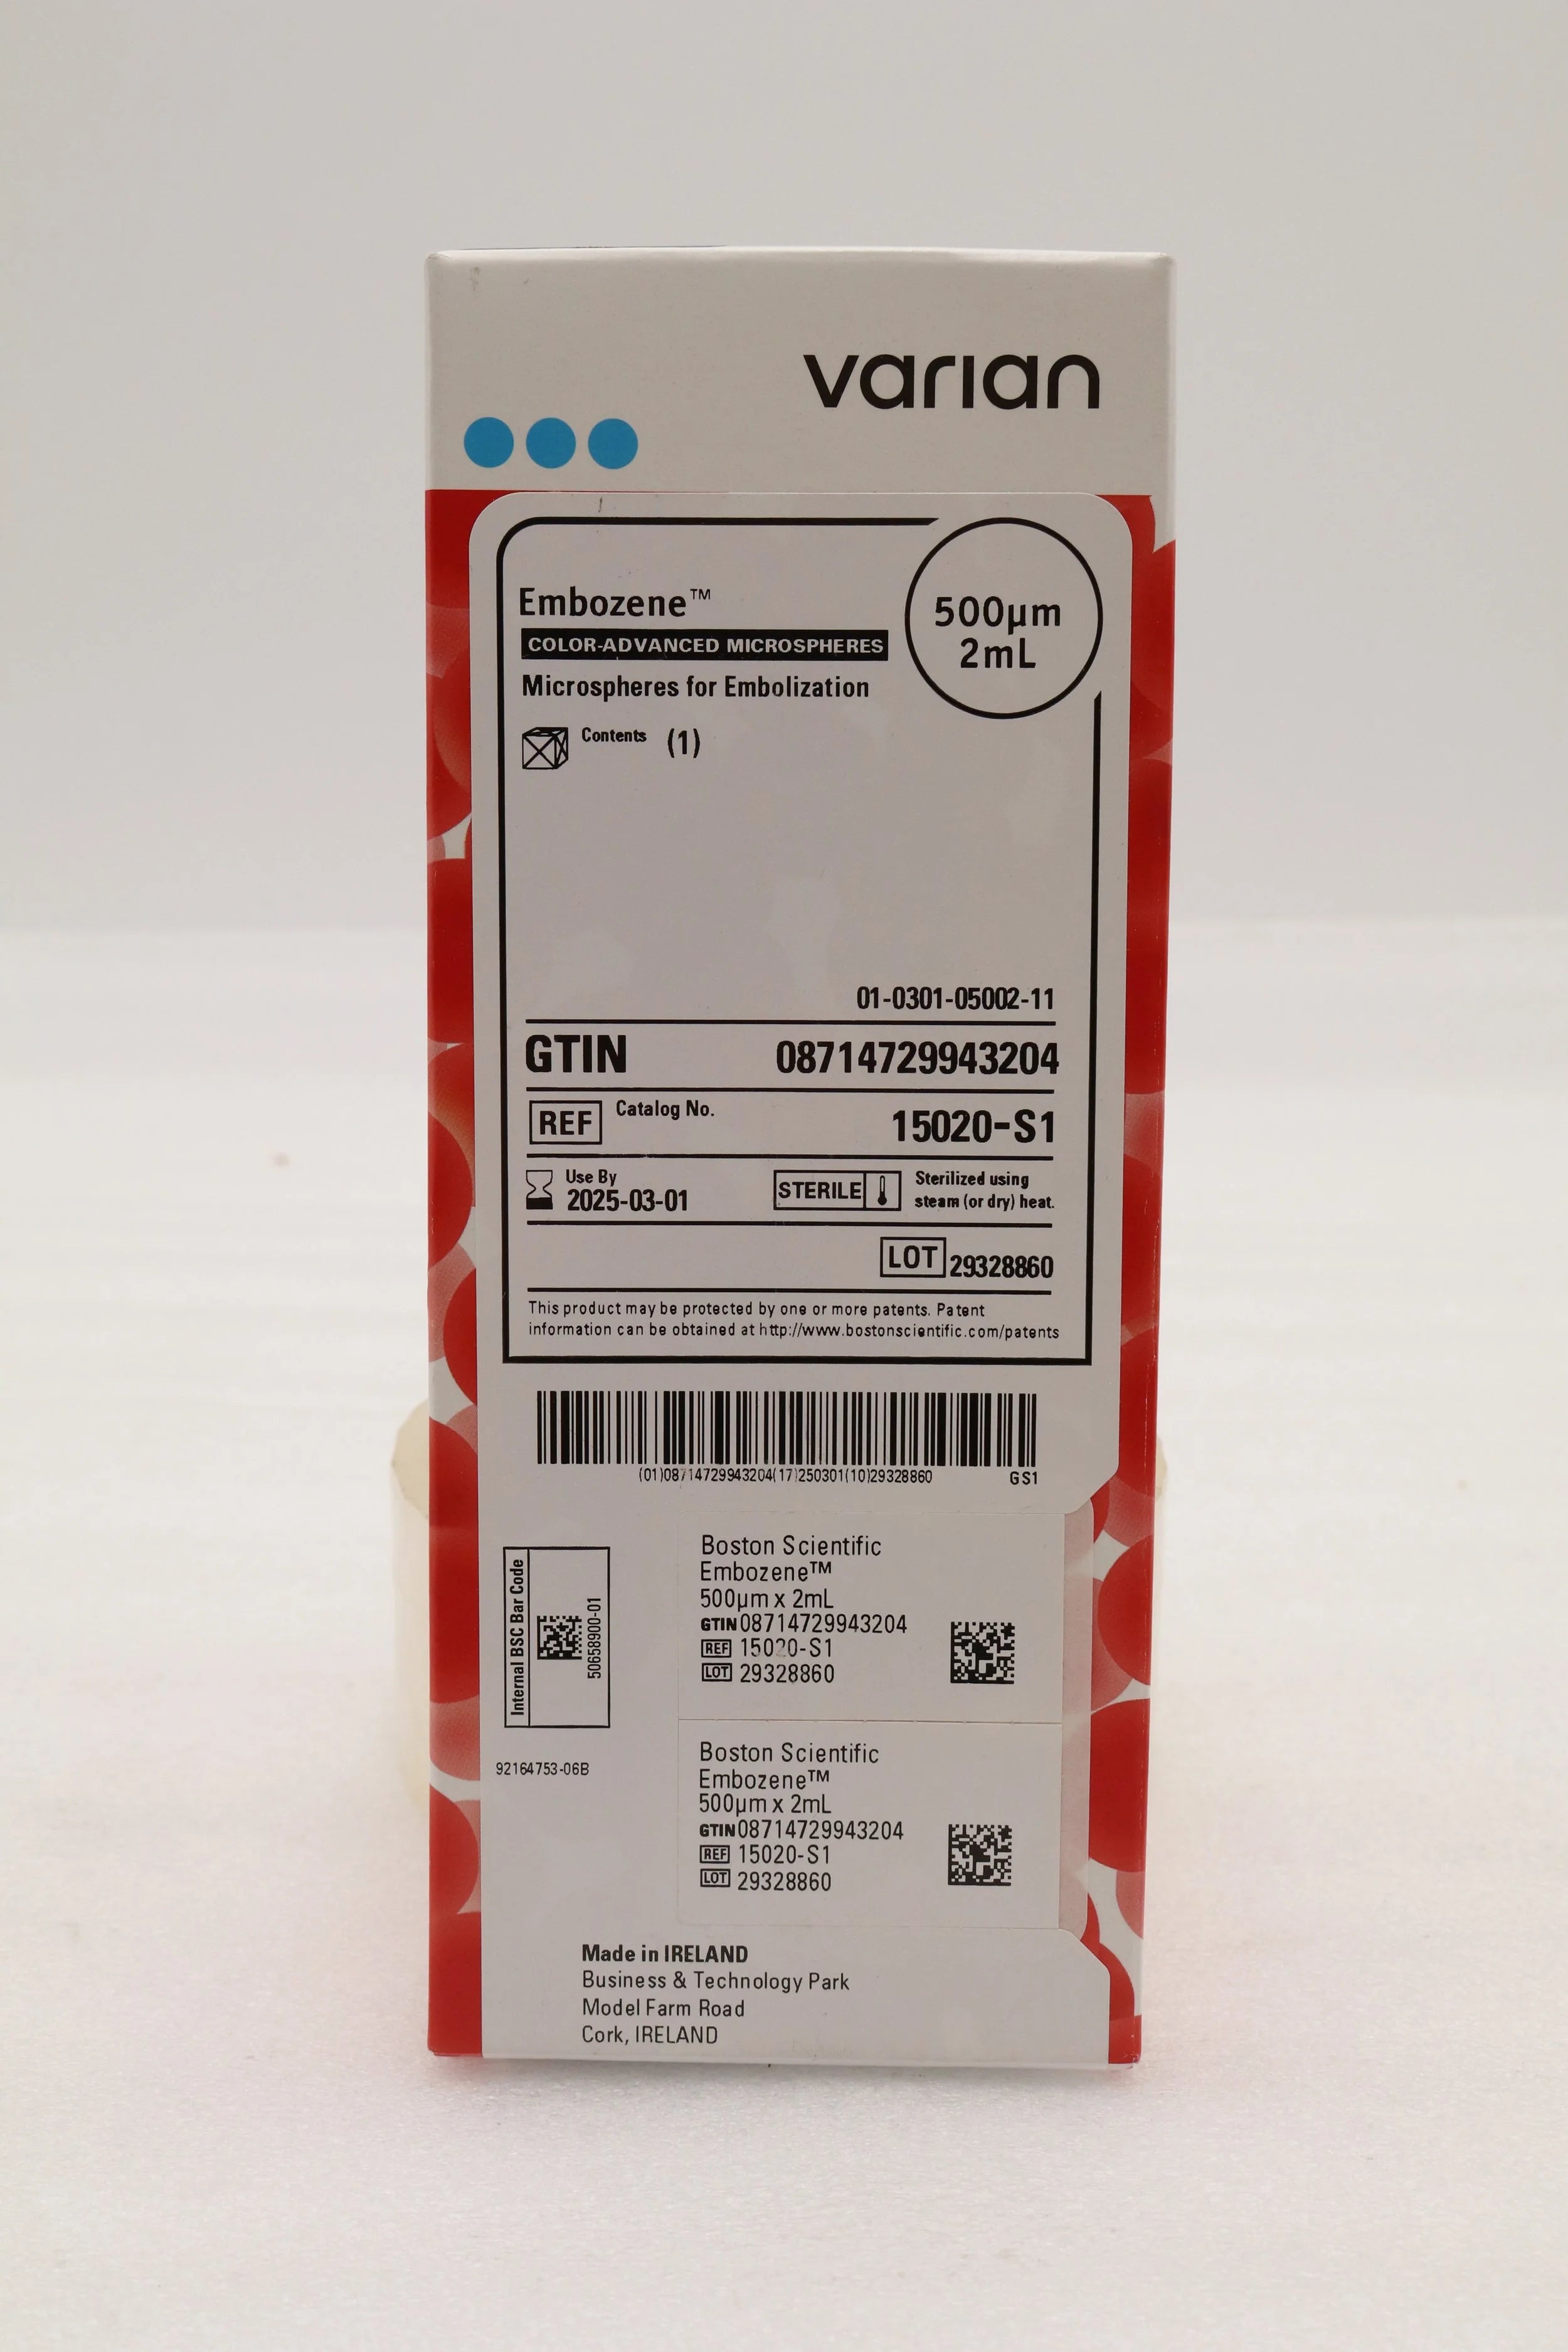 varian
Embozene™
COLOR-ADVANCED MICROSPHERES
Microspheres for Embolization
500µm
2mL
Contents (1)
01-0301-05002-11
GTIN 08714729943204
REF Catalog No. 15020-S1
Use By
2025-03-01
STERILE
Sterilized using
steam (or dry) heat.
LOT 29328860
This product may be protected by one or more patents. Patent
information can be obtained at http://www.bostonscientific.com/patents
(01)08714729943204(17)250301(10)29328860 GS1
Internal BSC Bar Code
50658900-01
92164753-06B
Boston Scientific
Embozene™
500µm x 2mL
GTIN 08714729943204
REF 15020-S1
LOT 29328860
Boston Scientific
Embozene™
500µm x 2mL
GTIN 08714729943204
REF 15020-S1
LOT 29328860
Made in IRELAND
Business & Technology Park
Model Farm Road
Cork, IRELAND